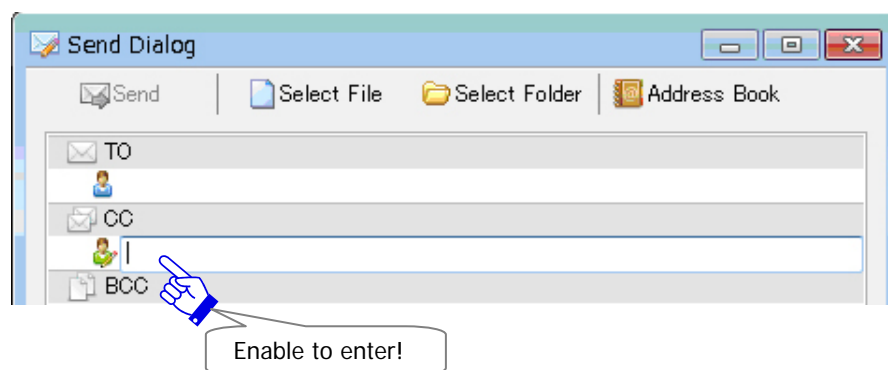 Send Dialog
Send Select File Select Folder Address Book
TO
CC
BCC
Enable to enter!